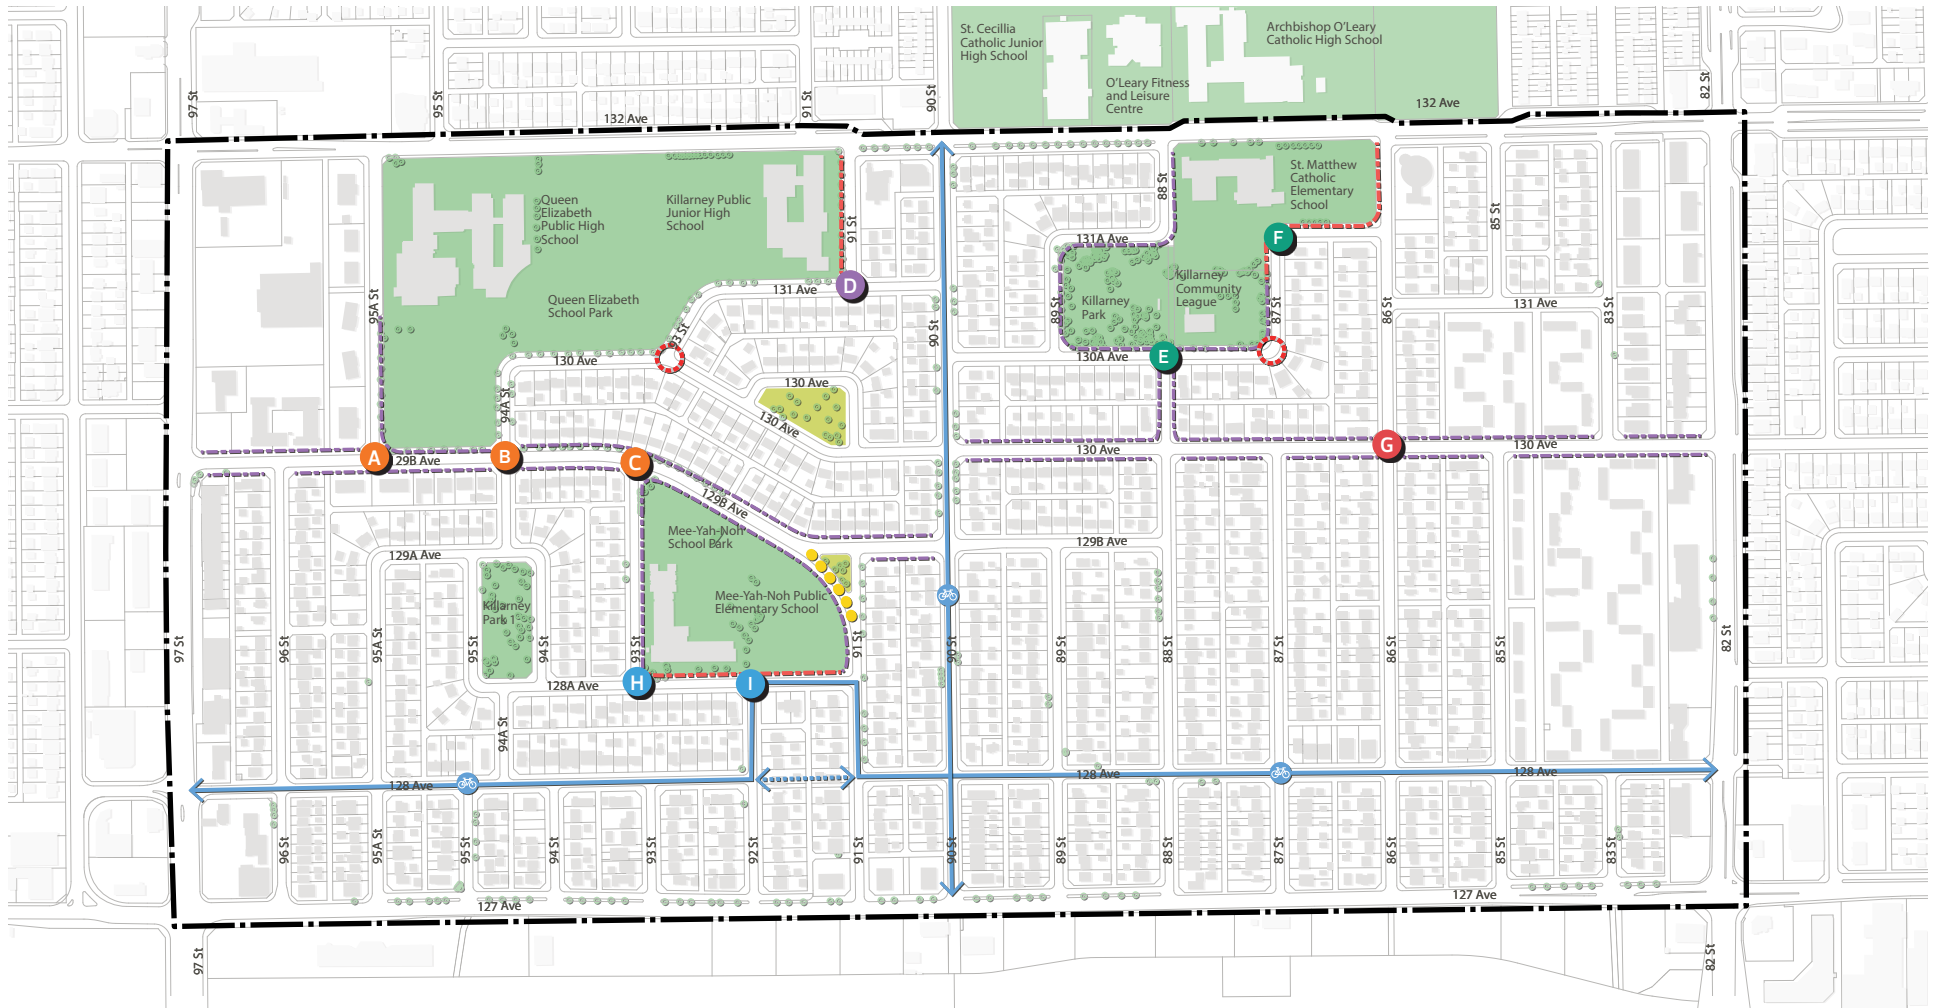 St. Cecillia
Catholic Junior
High School
Archbishop O'Leary
Catholic High School
O'Leary Fitness
and Leisure
Centre
132 Ave
97 St
95 St
91 St
90 St
82 St
132 Ave
Queen
Elizabeth
Public High
School
Killarney Public
Junior High
School
91 St
88 St
St. Matthew
Catholic
Elementary
School
85 St
131A Ave
F
95A St
Queen Elizabeth
School Park
131 Ave
D
93 St
90 St
89 St
Killarney
Park
Killarney
Community
League
87 St
86 St
131 Ave
83 St
130 Ave
130A Ave
E
94A St
130 Ave
130 Ave
A
129B Ave
B
C
130 Ave
G
130 Ave
129B Ave
Mee-Yah-Noh
School Park
129B Ave
129A Ave
Killarney
Park 1
Mee-Yah-Noh Public
Elementary School
97 St
96 St
95A St
95 St
94 St
93 St
91 St
90 St
89 St
88 St
87 St
86 St
85 St
82 St
128A Ave
H
I
94A St
128 Ave
128 Ave
128 Ave
96 St
95A St
95 St
94 St
93 St
92 St
91 St
90 St
89 St
88 St
87 St
86 St
85 St
83 St
127 Ave
127 Ave
97 St
82 St